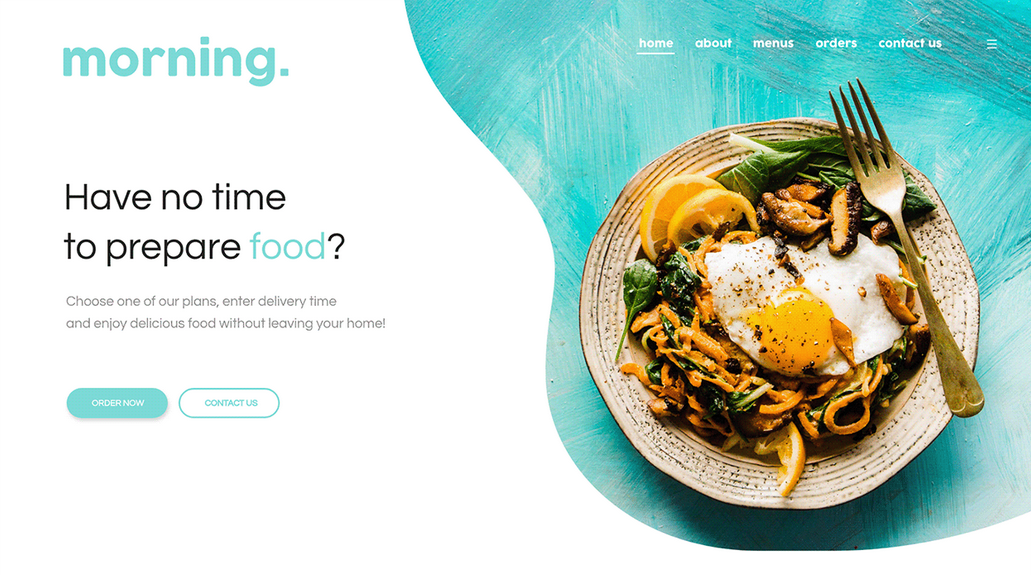 morning.
home about menus orders contact us
Have no time
to prepare food?
Choose one of our plans, enter delivery time
and enjoy delicious food without leaving your home!
ORDER NOW
CONTACT US